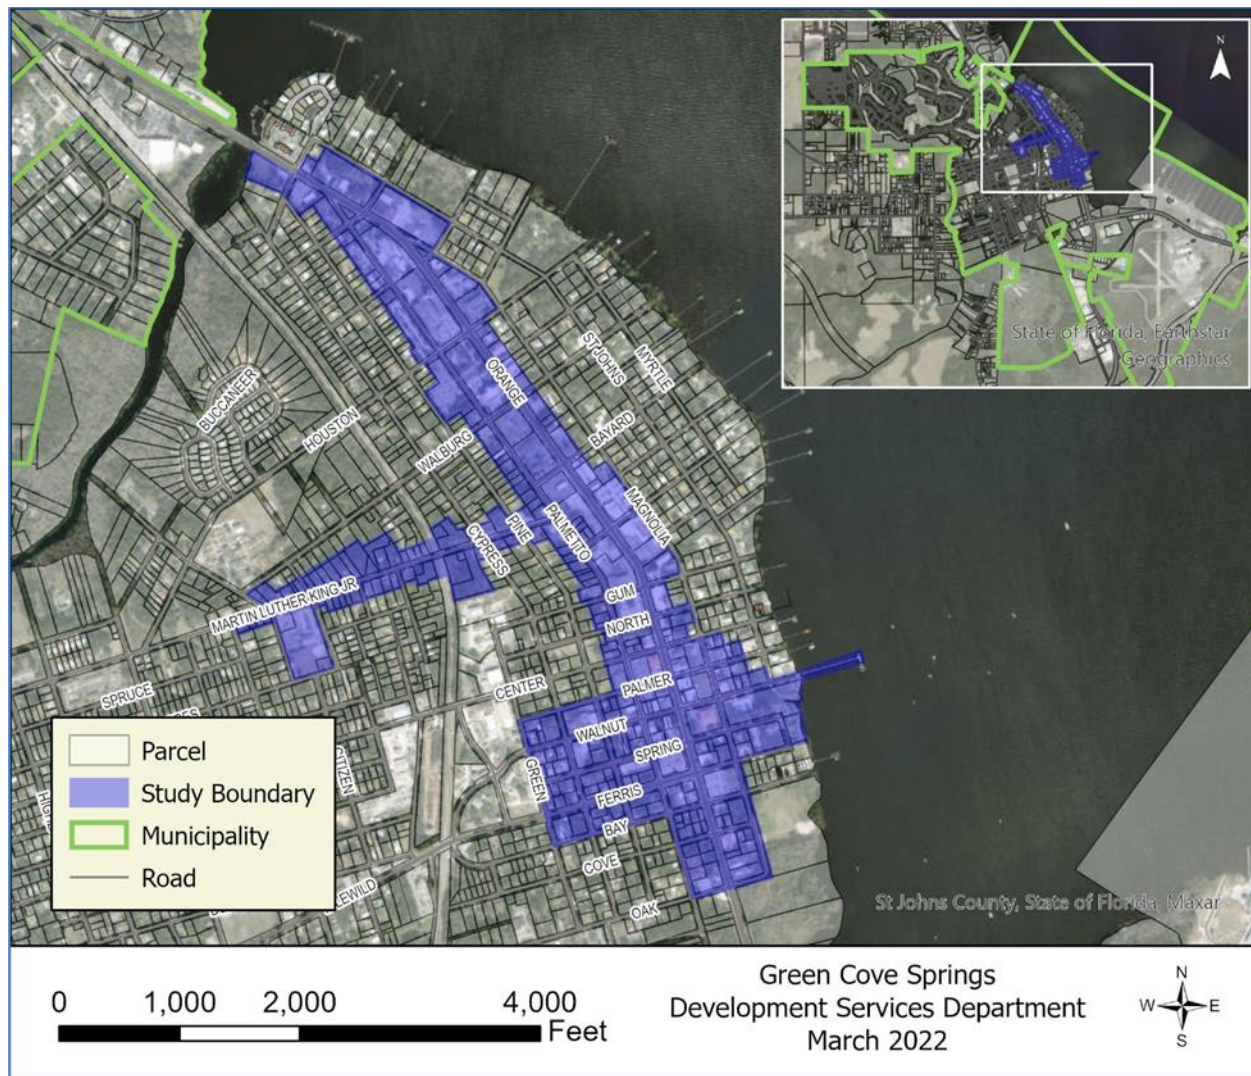 N
State of Florida, Earthstar
Geographics
MYRTLE
ST JOHNS
ORANGE
BUCCANEER
HOUSTON
BAYARD
WALBURG
MAGNOLIA
PALMETTO
PINE
CYPRESS
MARTIN LUTHER KING JR
GUM
NORTH
PALMER
CENTER
SPRUCE
WALNUT
SPRING
GREEN
CITIZEN
FERRIS
BAY
COVE
OAK
Parcel
Study Boundary
Municipality
Road
St Johns County, State of Florida, Maxar
0 1,000 2,000 4,000
Feet
Green Cove Springs
Development Services Department
March 2022
N
W E
S